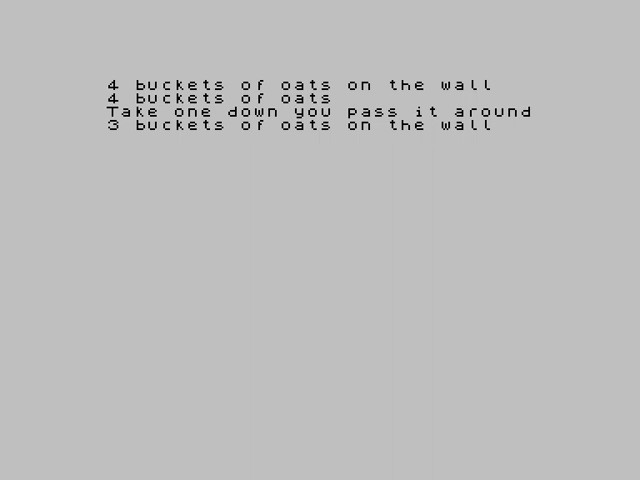 4 buckets of oats on the wall
4 buckets of oats
Take one down you pass it around
3 buckets of oats on the wall